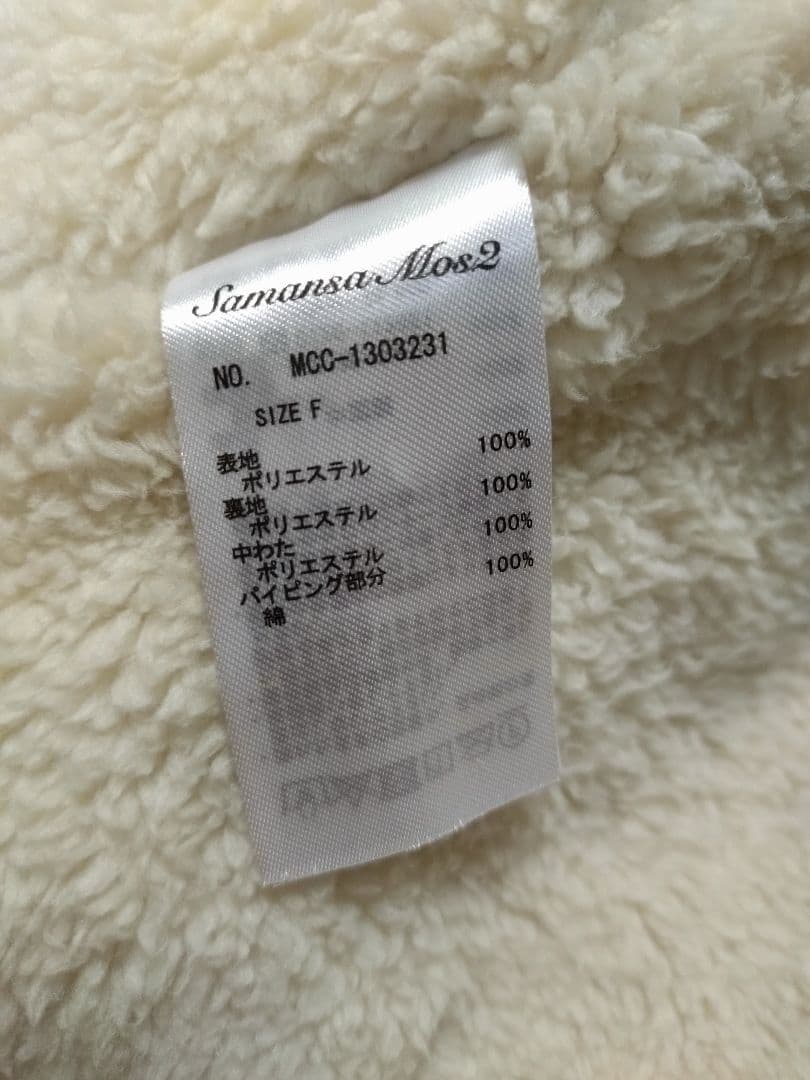 Samansa Mos2
NO. MCC-1303231
SIZE F
表地
ポリエステル 100%
裏地
ポリエステル 100%
中わた
ポリエステル 100%
パイピング部分
綿 100%